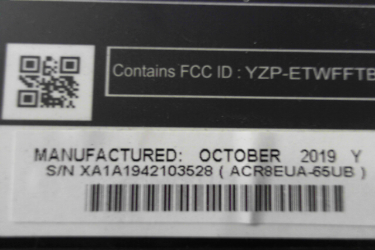 Contains FCC ID : YZP-ETWFFTB
MANUFACTURED: OCTOBER 2019 Y
S/N XA1A1942103528 ( ACR8EUA-65UB )